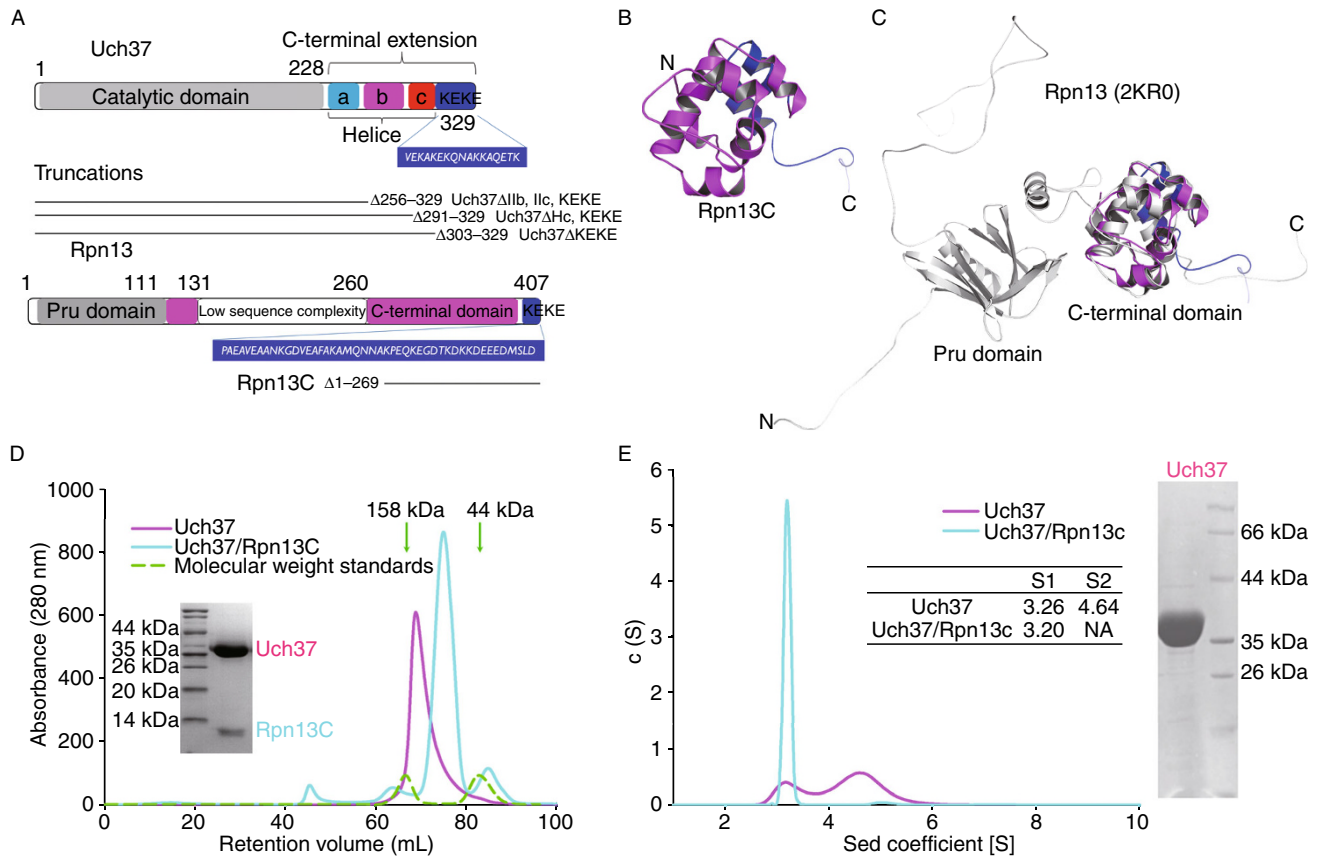 A
Uch37
C-terminal extension
1
228
Catalytic domain
a
b
c
KEKE
Helice
329
VEKAKEKQNAKKAQETK
Truncations
Δ256–329 Uch37ΔIIb, IIc, KEKE
Δ291–329 Uch37ΔHc, KEKE
Δ303–329 Uch37ΔKEKE
Rpn13
1
111
131
260
407
Pru domain
Low sequence complexity
C-terminal domain
KEKE
PAEAVEAANKGDVEAFAKAMQNNAKPEQKEGDTKDKKDEEEDMSLD
Rpn13C Δ1–269
B
N
Rpn13C
C
C
Rpn13 (2KR0)
C
C-terminal domain
Pru domain
N
D
1000
800
600
400
200
0
Absorbance (280 nm)
Uch37
Uch37/Rpn13C
Molecular weight standards
158 kDa
44 kDa
44 kDa
35 kDa
26 kDa
20 kDa
14 kDa
Uch37
Rpn13C
0
20
40
60
80
100
Retention volume (mL)
E
6
5
4
3
2
1
0
c (S)
Uch37
Uch37/Rpn13c
S1 S2
Uch37 3.26 4.64
Uch37/Rpn13c 3.20 NA
2
4
6
8
10
Sed coefficient [S]
Uch37
66 kDa
44 kDa
35 kDa
26 kDa